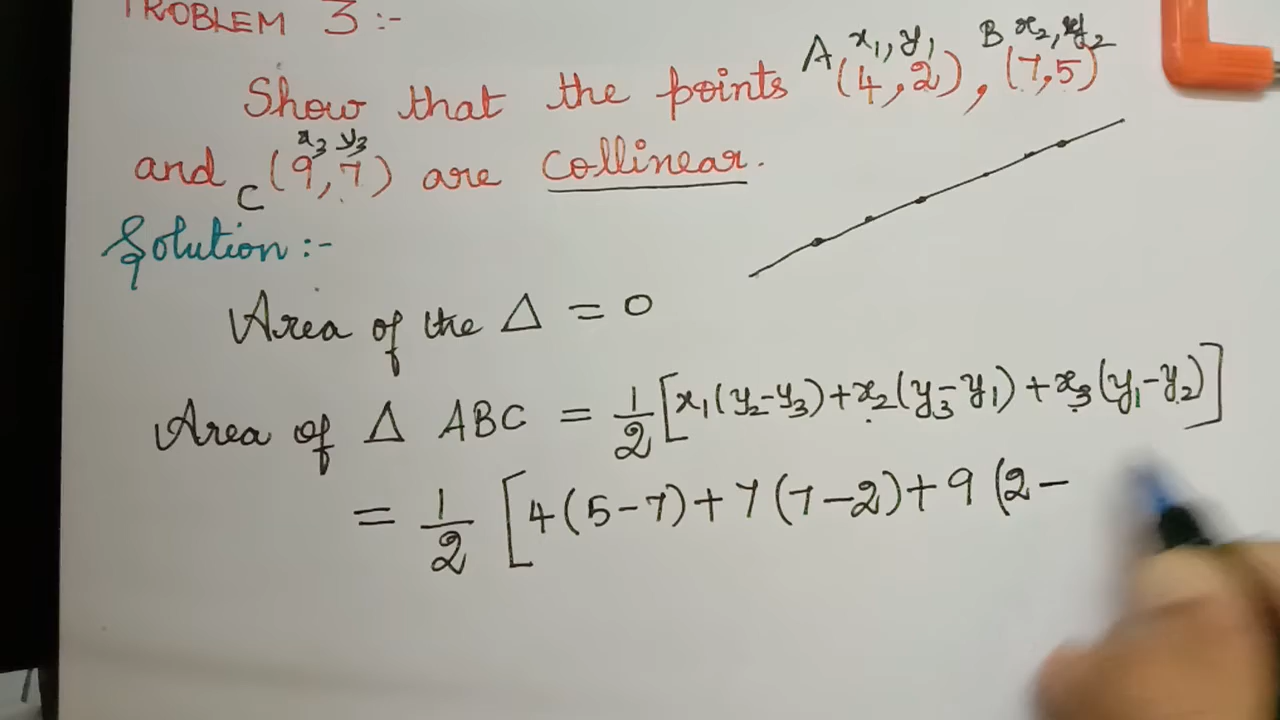 PROBLEM 3:-
A x₁, y₁ B x₂, y₂
Show that the points (4,2), (7,5)
x₃ y₃
and C (9,7) are collinear.
Solution:-
Area of the Δ = 0
Area of Δ ABC = 1/2 [x₁(y₂-y₃)+x₂(y₃-y₁)+x₃(y₁-y₂)]
= 1/2 [4(5-7)+7(7-2)+9(2-